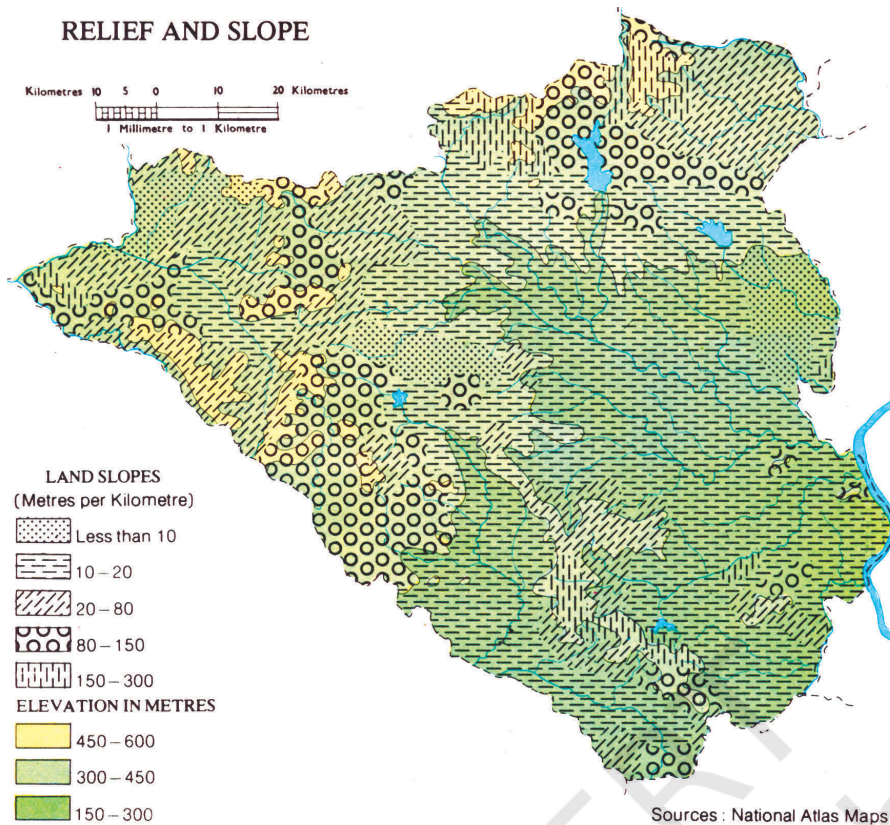 RELIEF AND SLOPE
Kilometres 10 5 0 10 20 Kilometres
1 Millimetre to 1 Kilometre
LAND SLOPES
(Metres per Kilometre)
Less than 10
10–20
20–80
80–150
150–300
ELEVATION IN METRES
450–600
300–450
150–300
Sources : National Atlas Maps